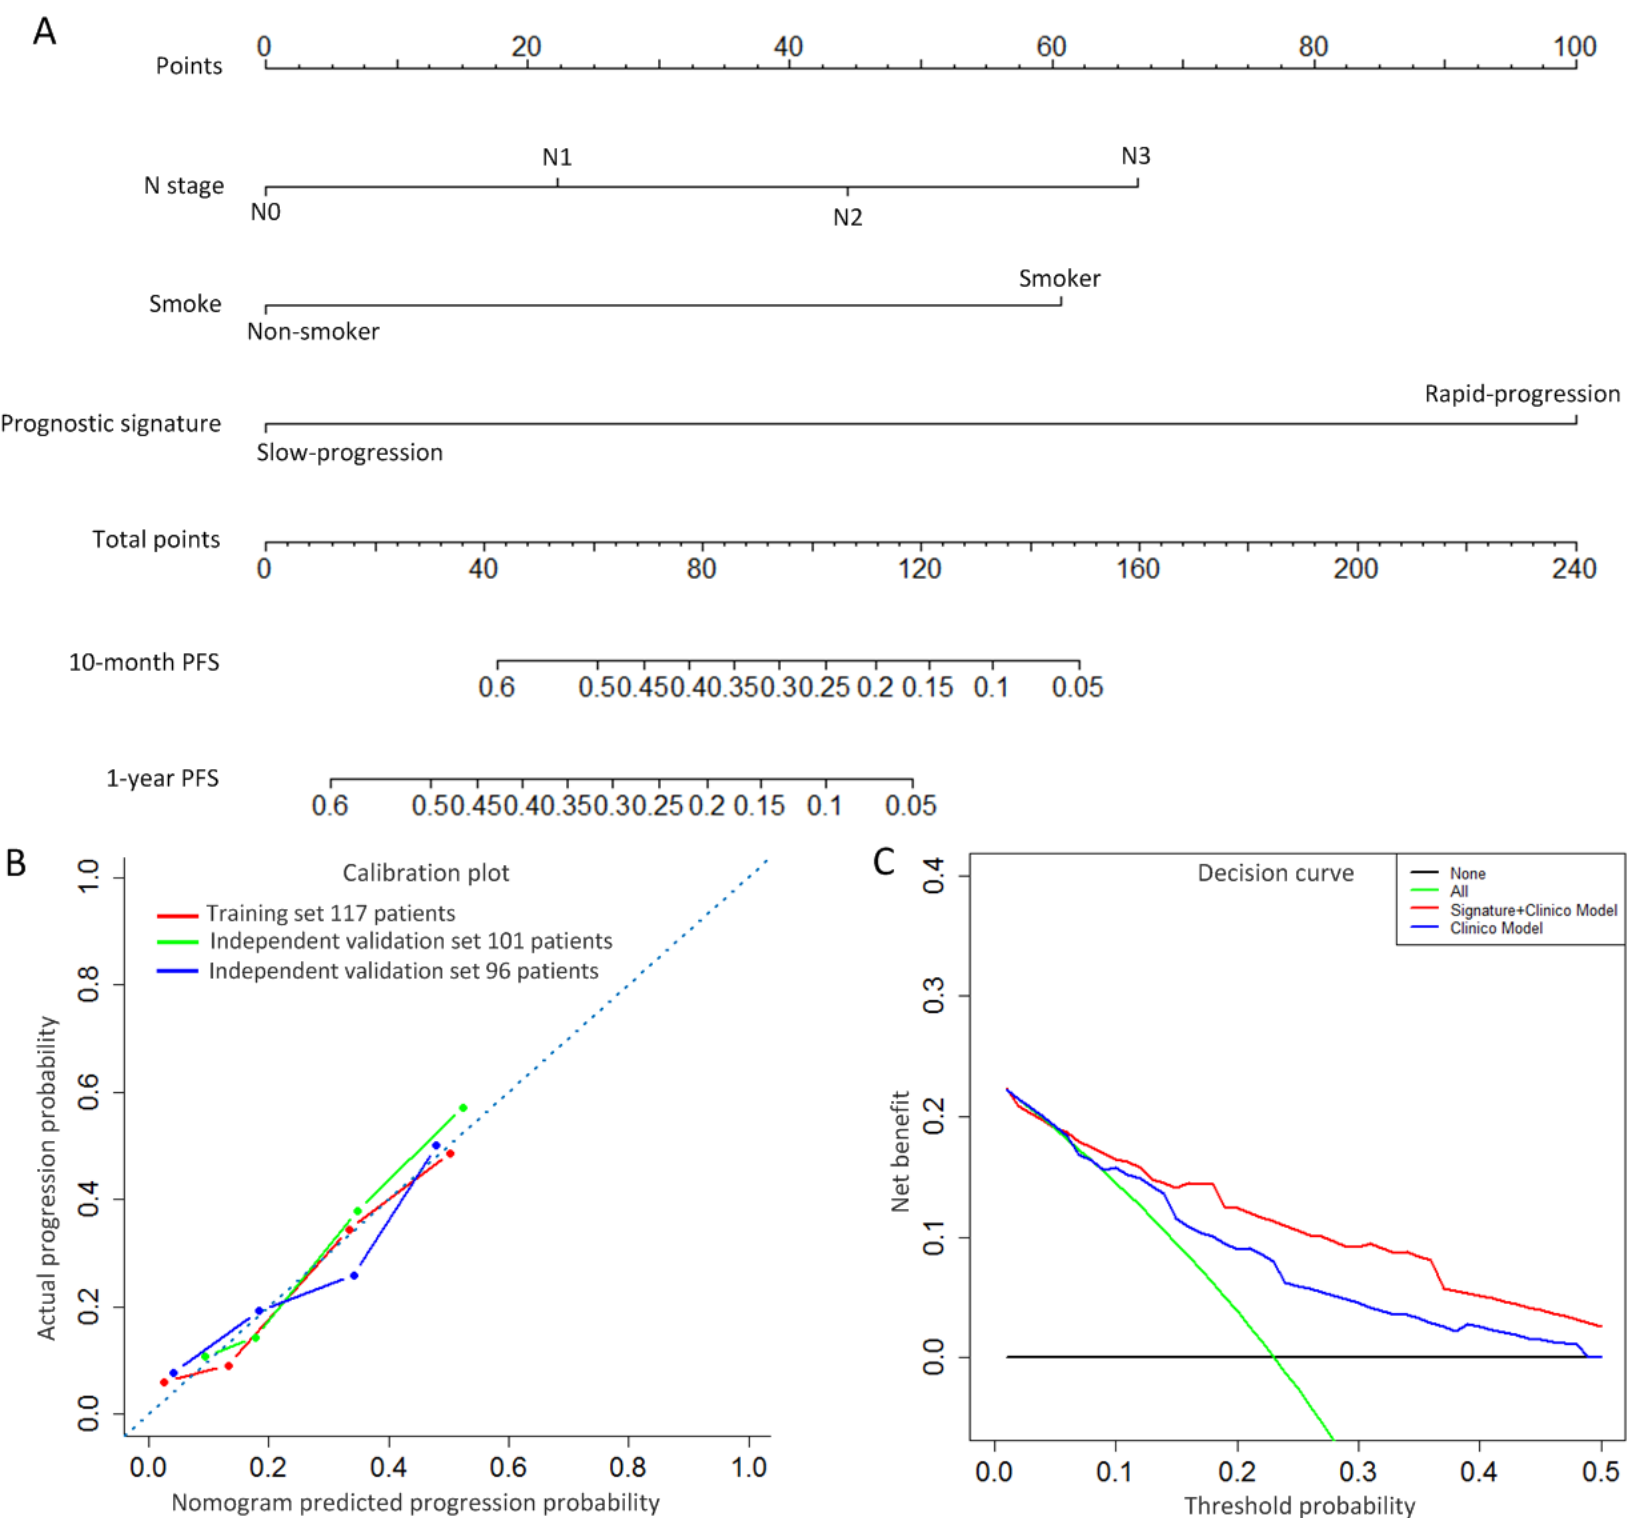 A
0 20 40 60 80 100
Points
N1 N3
N stage
N0 N2
Smoker
Smoke
Non-smoker
Rapid-progression
Prognostic signature
Slow-progression
Total points
0 40 80 120 160 200 240
10-month PFS
0.6 0.50.450.40.350.30.25 0.2 0.15 0.1 0.05
1-year PFS
0.6 0.50.450.40.350.30.25 0.2 0.15 0.1 0.05
B
Calibration plot
Training set 117 patients
Independent validation set 101 patients
Independent validation set 96 patients
Actual progression probability
1.0
0.8
0.6
0.4
0.2
0.0
0.0 0.2 0.4 0.6 0.8 1.0
Nomogram predicted progression probability
C
Decision curve
None
All
Signature+Clinico Model
Clinico Model
Net benefit
0.4
0.3
0.2
0.1
0.0
0.0 0.1 0.2 0.3 0.4 0.5
Threshold probability